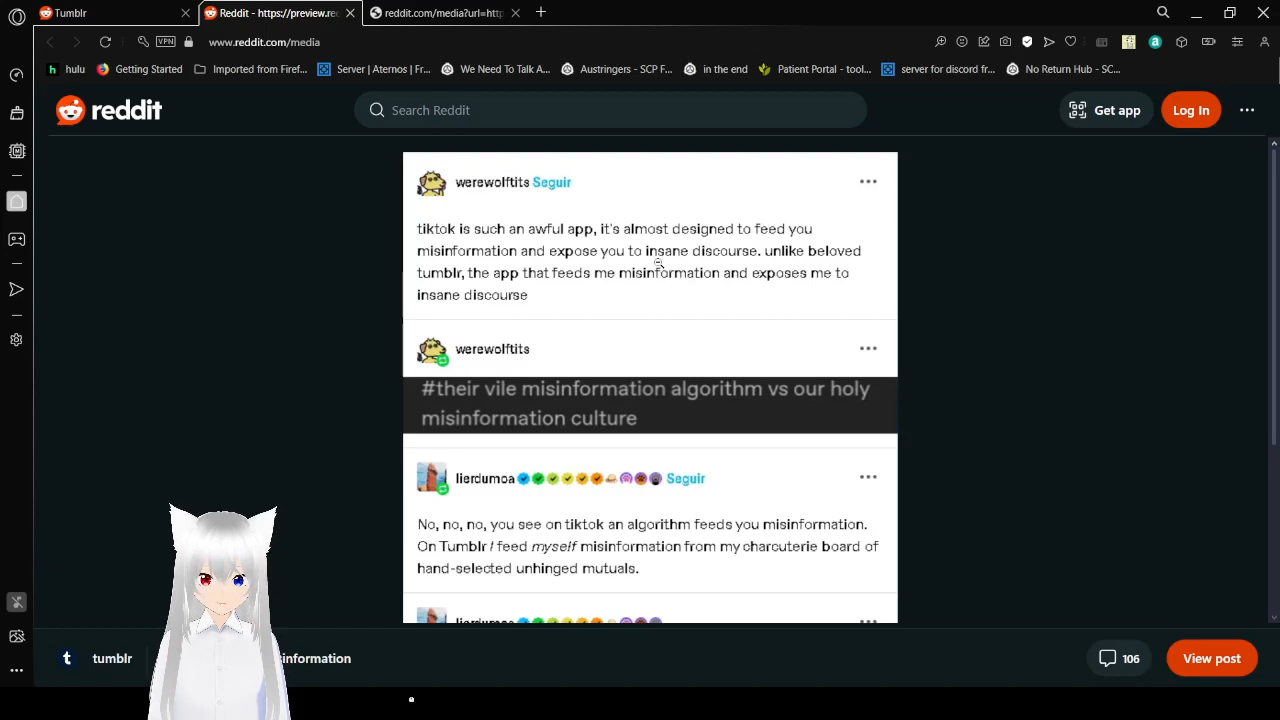 Tumblr
Reddit - https://preview.re
reddit.com/media?url=http
VPN
www.reddit.com/media
hulu
Getting Started
Imported from Firef...
Server | Aternos | Fr...
We Need To Talk A...
Austringers - SCP F...
in the end
Patient Portal - tool...
server for discord fr...
No Return Hub - SC...
reddit
Search Reddit
Get app
Log In
werewolftits Seguir
tiktok is such an awful app, it's almost designed to feed you
misinformation and expose you to insane discourse. unlike beloved
tumblr, the app that feeds me misinformation and exposes me to
insane discourse
werewolftits
#their vile misinformation algorithm vs our holy
misinformation culture
lierdumoa Seguir
No, no, no, you see on tiktok an algorithm feeds you misinformation.
On Tumblr I feed myself misinformation from my charcuterie board of
hand-selected unhinged mutuals.
lierdumoa
t tumblr
information
106
View post